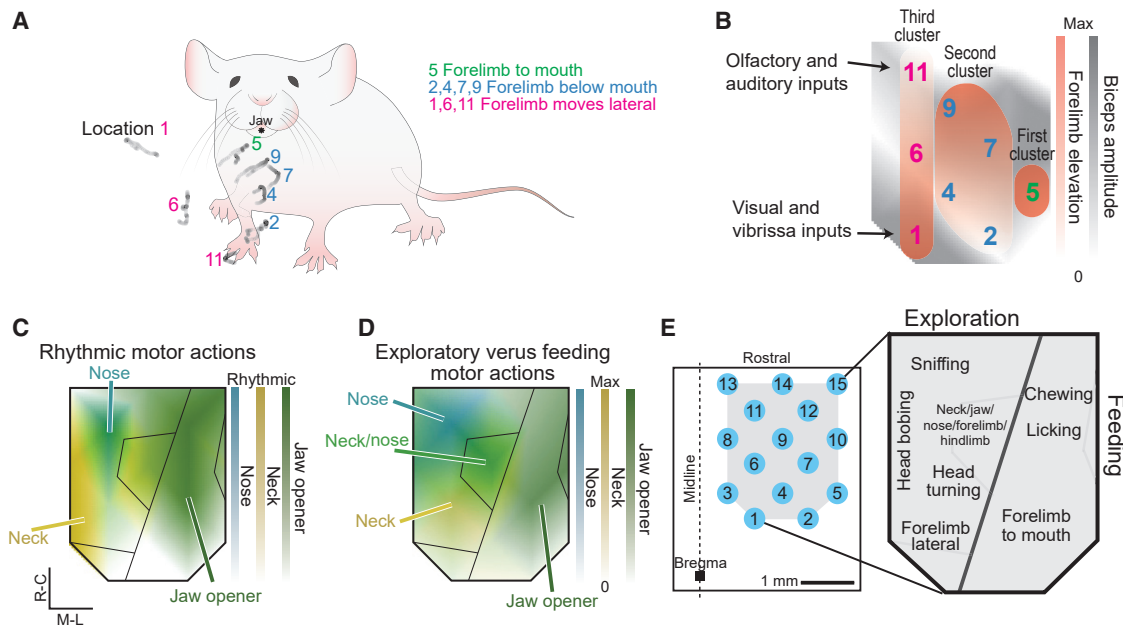 A
5 Forelimb to mouth
2,4,7,9 Forelimb below mouth
1,6,11 Forelimb moves lateral
Jaw
Location 1
5
9
7
6
4
2
11
B
Third
cluster
Second
cluster
First
cluster
Olfactory and
auditory inputs
Visual and
vibrissa inputs
11
9
6
7
4
5
1
2
Max
Forelimb elevation
Biceps amplitude
0
C
Rhythmic motor actions
Nose
Rhythmic
Neck
Jaw opener
Nose
Neck
Jaw opener
R-C
M-L
D
Exploratory verus feeding
motor actions
Nose
Neck/nose
Neck
Jaw opener
Max
Nose
Neck
Jaw opener
0
E
Rostral
Midline
13
14
15
11
12
8
9
10
6
7
3
4
5
1
2
Bregma
1 mm
Exploration
Feeding
Sniffing
Head bobing
Neck/jaw/
nose/forelimb/
hindlimb
Head
turning
Forelimb
lateral
Chewing
Licking
Forelimb
to mouth